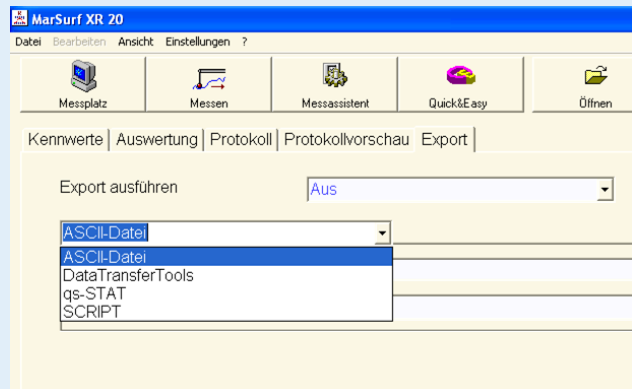 MarSurf XR 20
Datei Bearbeiten Ansicht Einstellungen ?
Messplatz Messen Messassistent Quick&Easy Öffnen
Kennwerte Auswertung Protokoll Protokollvorschau Export
Export ausführen Aus
ASCII-Datei
ASCII-Datei
DataTransferTools
qs-STAT
SCRIPT